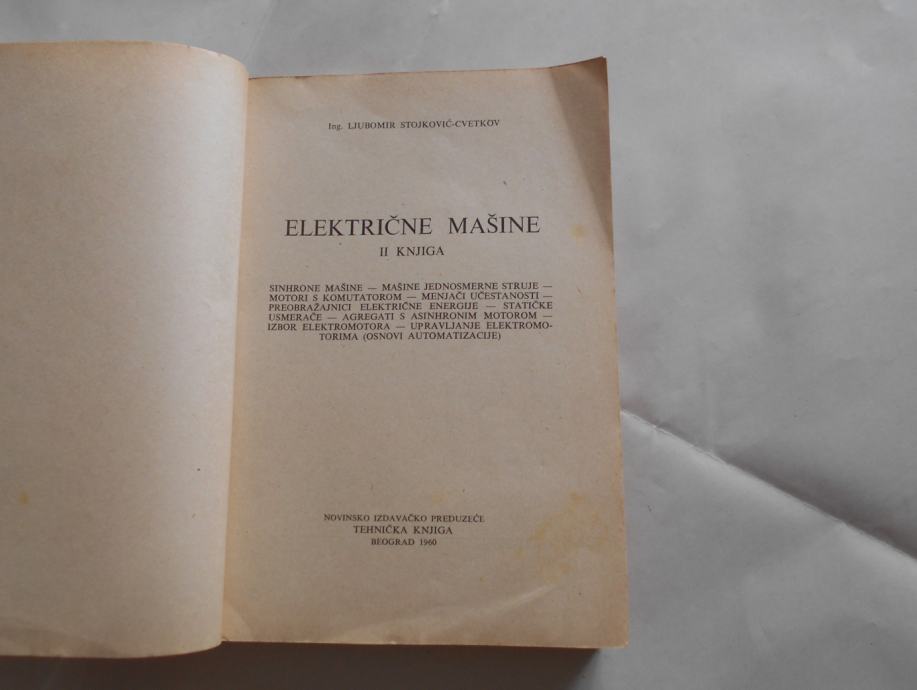 Ing. LJUBOMIR STOJKOVIĆ-CVETKOV
ELEKTRIČNE MAŠINE
II KNJIGA
SINHRONE MAŠINE — MAŠINE JEDNOSMERNE STRUJE —
MOTORI S KOMUTATOROM — MENJAČI UČESTANOSTI —
PREOBRAŽAJNICI ELEKTRIČNE ENERGIJE — STATIČKE
USMERAČE — AGREGATI S ASINHRONIM MOTOROM —
IZBOR ELEKTROMOTORA — UPRAVLJANJE ELEKTROMO-
TORIMA (OSNOVI AUTOMATIZACIJE)
NOVINSKO IZDAVAČKO PREDUZEĆE
TEHNIČKA KNJIGA
BEOGRAD 1960